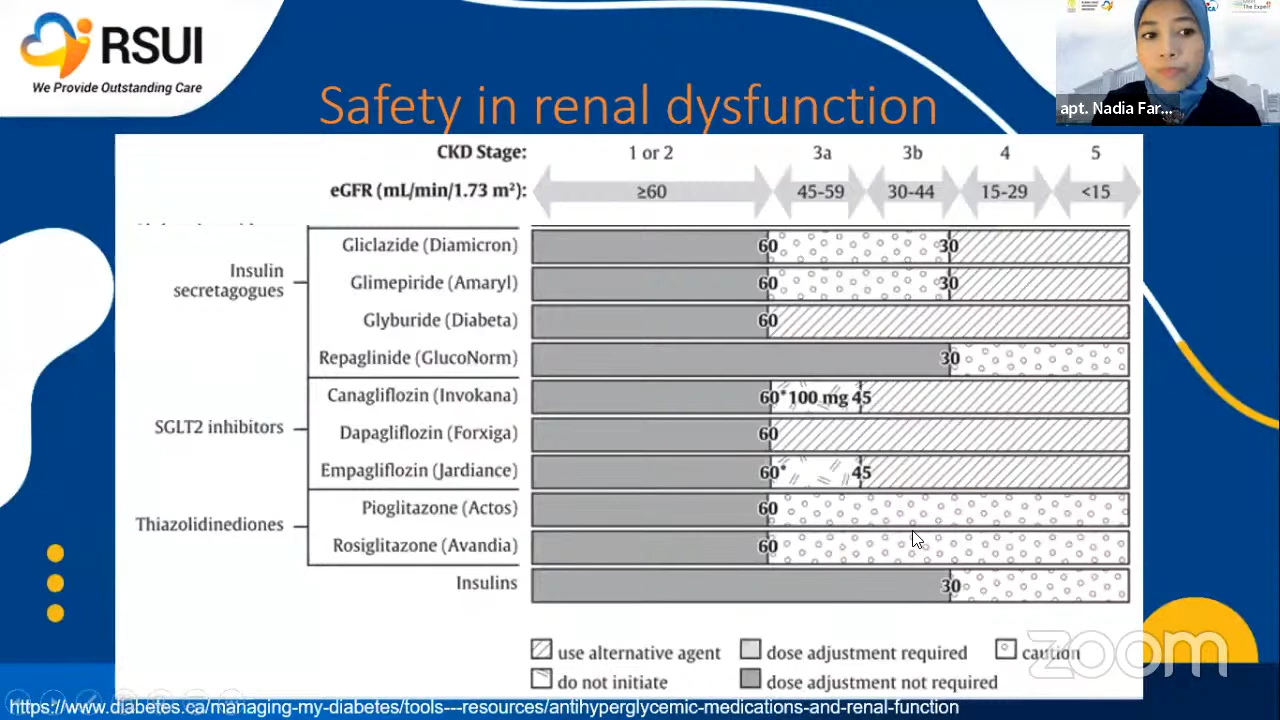 RSUI
We Provide Outstanding Care
apt. Nadia Far...
Safety in renal dysfunction
CKD Stage: 1 or 2 3a 3b 4 5
eGFR (mL/min/1.73 m²): ≥60 45-59 30-44 15-29 <15
Insulin secretagogues
Gliclazide (Diamicron) 60 30
Glimepiride (Amaryl) 60 30
Glyburide (Diabeta) 60
Repaglinide (GlucoNorm) 30
SGLT2 inhibitors
Canagliflozin (Invokana) 60* 100 mg 45
Dapagliflozin (Forxiga) 60
Empagliflozin (Jardiance) 60* 45
Thiazolidinediones
Pioglitazone (Actos) 60
Rosiglitazone (Avandia) 60
Insulins 30
use alternative agent dose adjustment required caution
do not initiate dose adjustment not required
zoom
https://www.diabetes.ca/managing-my-diabetes/tools---resources/antihyperglycemic-medications-and-renal-function